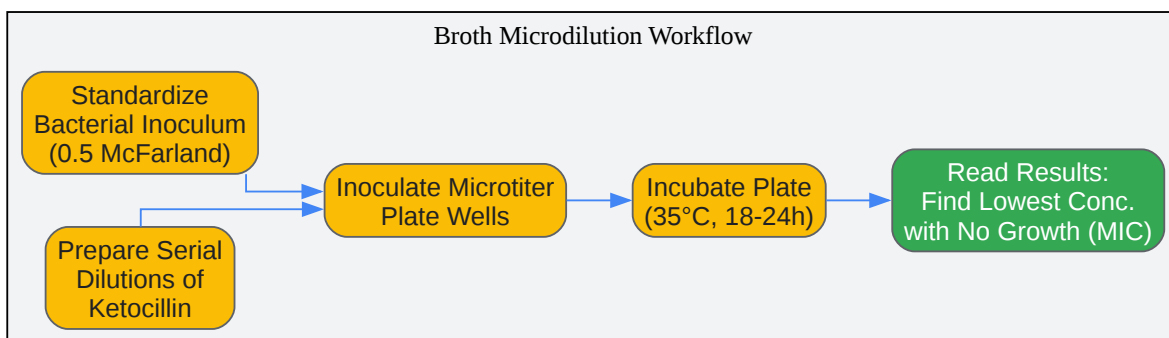 Broth Microdilution Workflow
Standardize
Bacterial Inoculum
(0.5 McFarland)
Prepare Serial
Dilutions of
Ketocillin
Inoculate Microtiter
Plate Wells
Incubate Plate
(35°C, 18-24h)
Read Results:
Find Lowest Conc.
with No Growth (MIC)